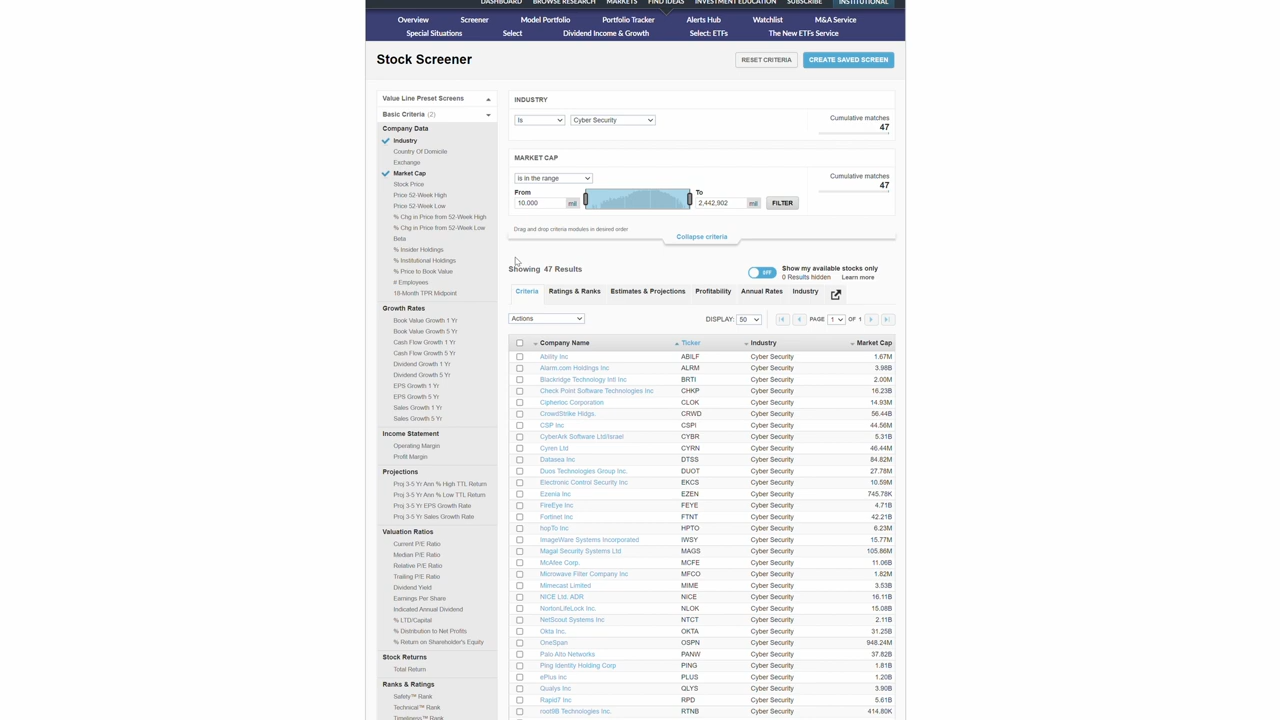 DASHBOARD BROWSE RESEARCH MARKETS FIND IDEAS INVESTMENT EDUCATION SUBSCRIBE INSTITUTIONAL
Overview Screener Model Portfolio Portfolio Tracker Alerts Hub Watchlist M&A Service
Special Situations Select Dividend Income & Growth Select: ETFs The New ETFs Service
Stock Screener
RESET CRITERIA
CREATE SAVED SCREEN
Value Line Preset Screens
Basic Criteria (2)
Company Data
Industry
Country Of Domicile
Exchange
Market Cap
Stock Price
Price 52-Week High
Price 52-Week Low
% Chg in Price from 52-Week High
% Chg in Price from 52-Week Low
Beta
% Insider Holdings
% Institutional Holdings
% Price to Book Value
# Employees
18-Month TPR Midpoint
Growth Rates
Book Value Growth 1 Yr
Book Value Growth 5 Yr
Cash Flow Growth 1 Yr
Cash Flow Growth 5 Yr
Dividend Growth 1 Yr
Dividend Growth 5 Yr
EPS Growth 1 Yr
EPS Growth 5 Yr
Sales Growth 1 Yr
Sales Growth 5 Yr
Income Statement
Operating Margin
Profit Margin
Projections
Proj 3-5 Yr Ann % High TTL Return
Proj 3-5 Yr Ann % Low TTL Return
Proj 3-5 Yr EPS Growth Rate
Proj 3-5 Yr Sales Growth Rate
Valuation Ratios
Current P/E Ratio
Median P/E Ratio
Relative P/E Ratio
Trailing P/E Ratio
Dividend Yield
Earnings Per Share
Indicated Annual Dividend
% LTD/Capital
% Distribution to Net Profits
% Return on Shareholder's Equity
Stock Returns
Total Return
Ranks & Ratings
Safety™ Rank
Technical™ Rank
Timeliness™ Rank
INDUSTRY
Is Cyber Security
Cumulative matches
47
MARKET CAP
is in the range
Cumulative matches
47
From To
10.000 mil 2,442,902 mil FILTER
Drag and drop criteria modules in desired order
Collapse criteria
Showing 47 Results
OFF Show my available stocks only
0 Results hidden Learn more
Criteria Ratings & Ranks Estimates & Projections Profitability Annual Rates Industry
Actions DISPLAY: 50 PAGE 1 OF 1
Company Name Ticker Industry Market Cap
Ability Inc ABILF Cyber Security 1.67M
Alarm.com Holdings Inc ALRM Cyber Security 3.98B
Blackridge Technology Intl Inc BRTI Cyber Security 2.00M
Check Point Software Technologies Inc CHKP Cyber Security 16.23B
Cipherloc Corporation CLOK Cyber Security 14.93M
CrowdStrike Hldgs. CRWD Cyber Security 56.44B
CSP Inc CSPI Cyber Security 44.56M
CyberArk Software Ltd/Israel CYBR Cyber Security 5.31B
Cyren Ltd CYRN Cyber Security 46.44M
Datasea Inc DTSS Cyber Security 84.82M
Duos Technologies Group Inc. DUOT Cyber Security 27.78M
Electronic Control Security Inc EKCS Cyber Security 10.59M
Ezenia Inc EZEN Cyber Security 745.78K
FireEye Inc FEYE Cyber Security 4.71B
Fortinet Inc FTNT Cyber Security 42.21B
hopTo Inc HPTO Cyber Security 6.23M
ImageWare Systems Incorporated IWSY Cyber Security 15.77M
Magal Security Systems Ltd MAGS Cyber Security 105.86M
McAfee Corp. MCFE Cyber Security 11.06B
Microwave Filter Company Inc MFCO Cyber Security 1.82M
Mimecast Limited MIME Cyber Security 3.53B
NICE Ltd. ADR NICE Cyber Security 16.11B
NortonLifeLock Inc. NLOK Cyber Security 15.08B
NetScout Systems Inc NTCT Cyber Security 2.11B
Okta Inc. OKTA Cyber Security 31.25B
OneSpan OSPN Cyber Security 948.24M
Palo Alto Networks PANW Cyber Security 37.82B
Ping Identity Holding Corp PING Cyber Security 1.81B
ePlus inc PLUS Cyber Security 1.20B
Qualys Inc QLYS Cyber Security 3.90B
Rapid7 Inc RPD Cyber Security 5.61B
root9B Technologies Inc. RTNB Cyber Security 414.80K